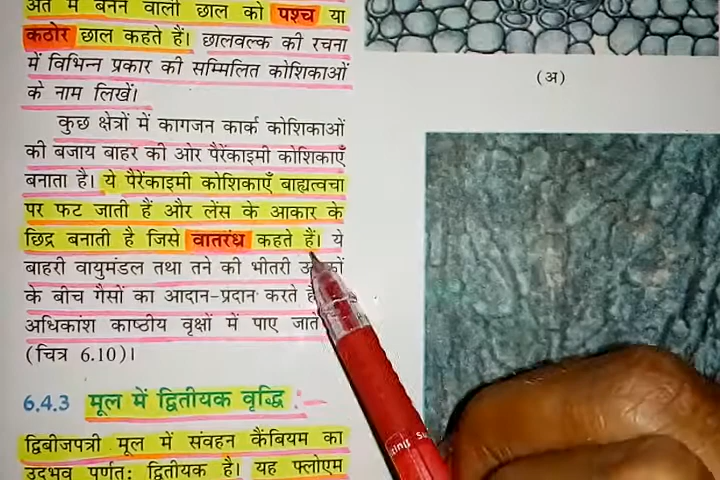 अंत में बनने वाली छाल को पश्च या
कठोर छाल कहते हैं। छालवल्क की रचना
में विभिन्न प्रकार की सम्मिलित कोशिकाओं
के नाम लिखें।
कुछ क्षेत्रों में कागजन कार्क कोशिकाओं
की बजाय बाहर की ओर पैरेंकाइमी कोशिकाएँ
बनाता है। ये पैरेंकाइमी कोशिकाएँ बाह्यत्वचा
पर फट जाती हैं और लेंस के आकार के
छिद्र बनाती है जिसे वातरंध्र कहते हैं। ये
बाहरी वायुमंडल तथा तने की भीतरी
के बीच गैसों का आदान-प्रदान करते
अधिकांश काष्ठीय वृक्षों में पाए जाते
(चित्र 6.10)।
6.4.3 मूल में द्वितीयक वृद्धि :-
द्विबीजपत्री मूल में संवहन कैंबियम का
उद्भव पूर्णत: द्वितीयक है। यह फ्लोएम
(अ)